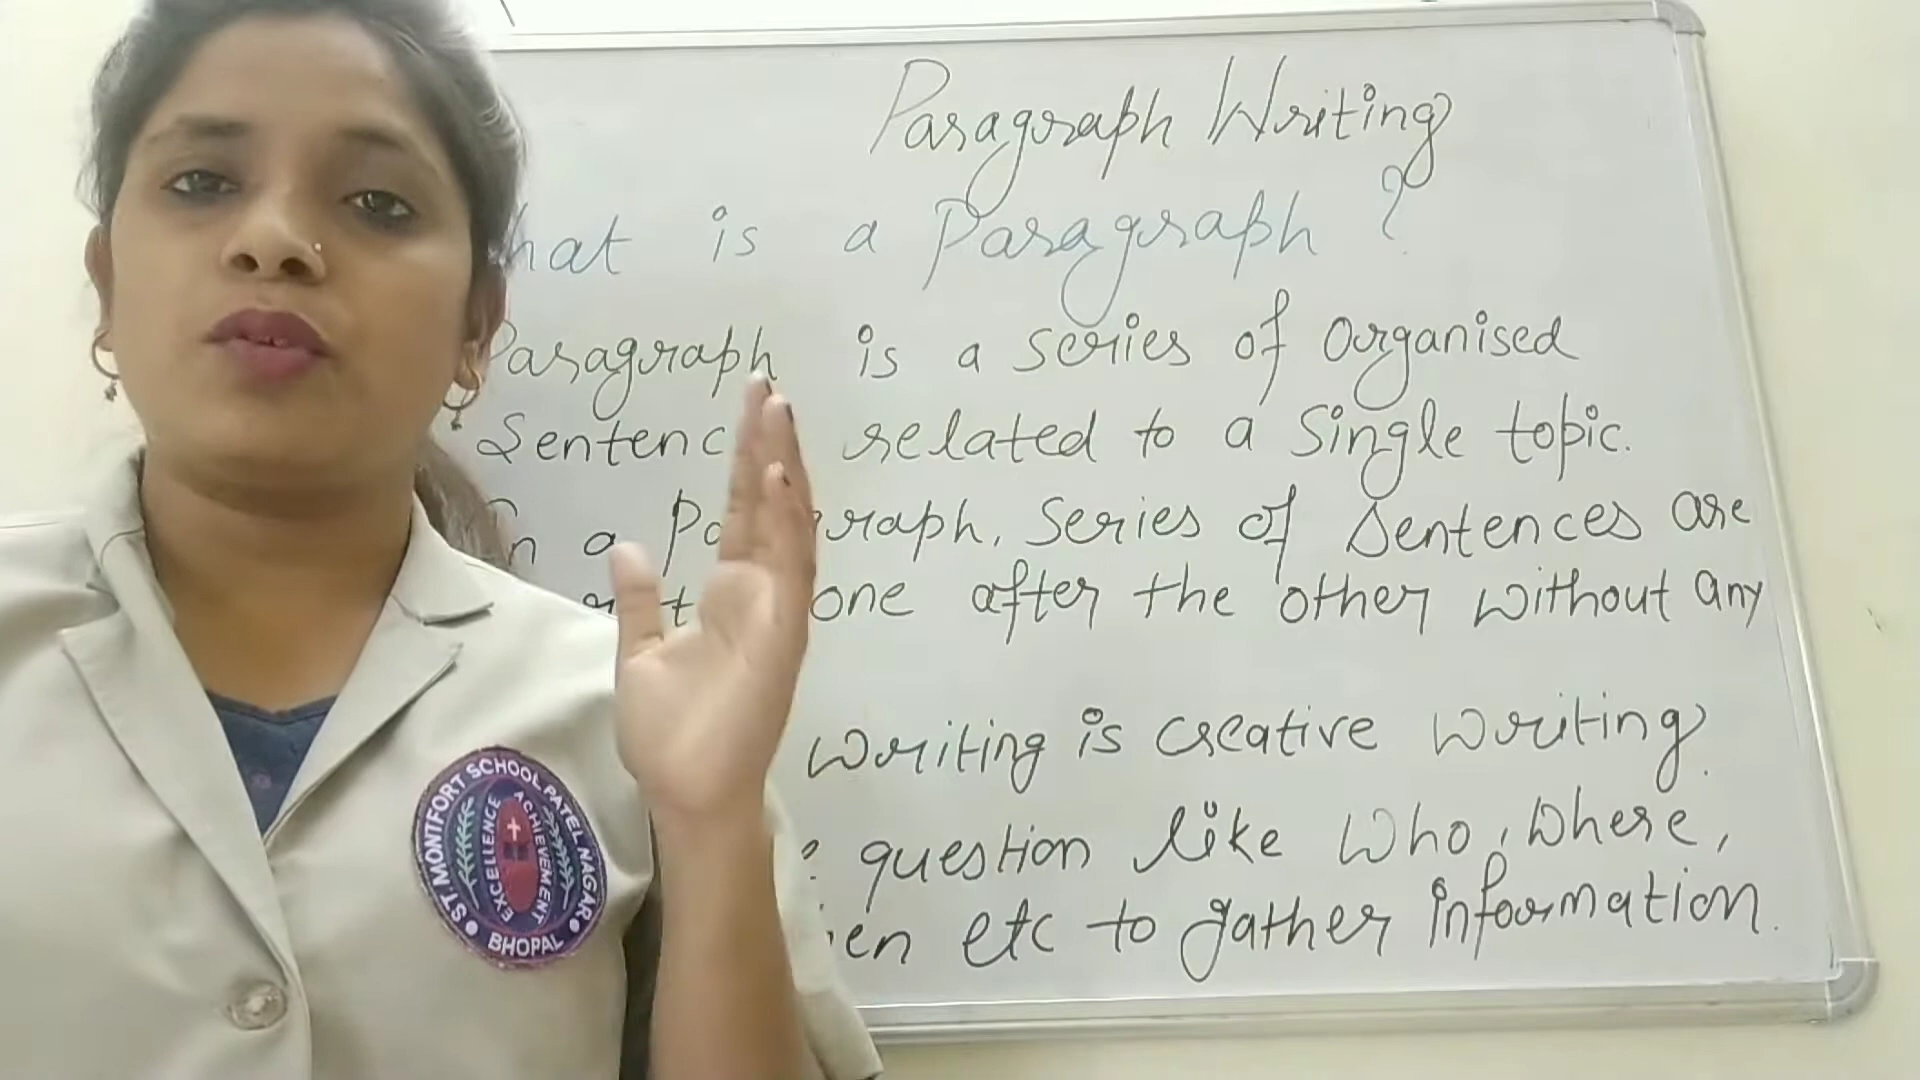 Paragraph Writing
hat is a Paragraph ?
Paragraph is a series of organised
Sentenc related to a Single topic.
n a Pa raph, Series of Sentences are
one after the other without any
Writing is creative writing.
question like Who, Where,
en etc to gather information.
ST MONTFORT SCHOOL PATEL NAGAR
EXCELLENCE ACHIEVEMENT
BHOPAL